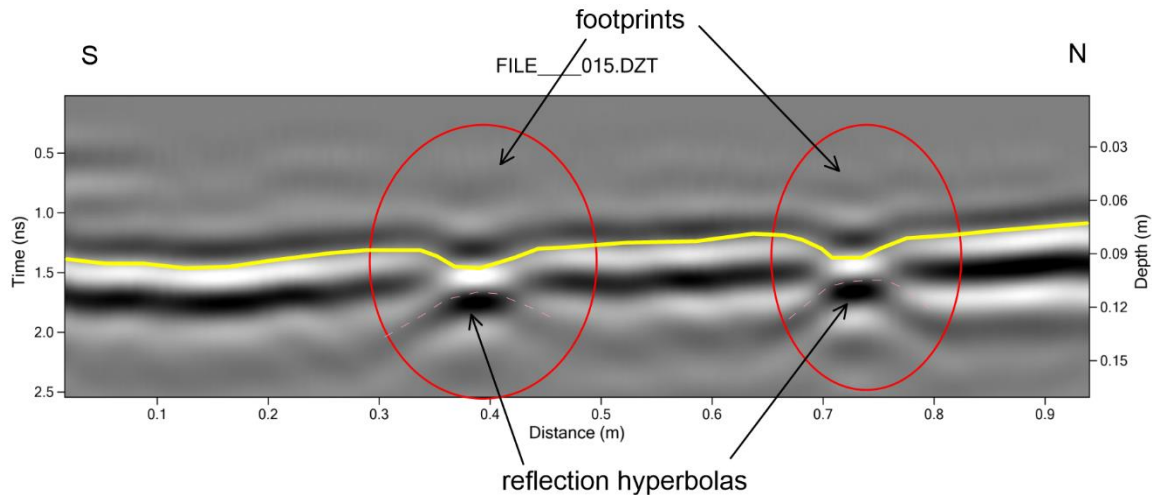 footprints
S
N
FILE____015.DZT
0.5
1.0
1.5
2.0
2.5
Time (ns)
0.03
0.06
0.09
0.12
0.15
Depth (m)
0.1
0.2
0.3
0.4
0.5
0.6
0.7
0.8
0.9
Distance (m)
reflection hyperbolas